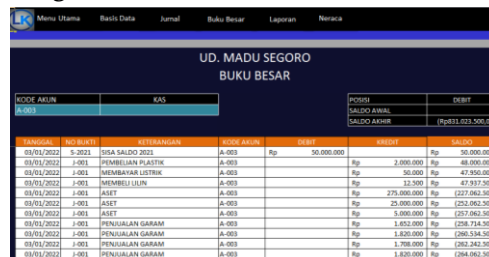 LK Menu Utama Basis Data Jurnal Buku Besar Laporan Neraca
UD. MADU SEGORO
BUKU BESAR
KODE AKUN KAS POSISI DEBIT
A-003 SALDO AWAL
SALDO AKHIR (Rp831.023.500,0
TANGGAL NO BUKTI KETERANGAN KODE AKUN DEBIT KREDIT SALDO
03/01/2022 S-2021 SISA SALDO 2021 A-003 Rp 50.000.000 Rp 50.000.00
03/01/2022 J-001 PEMBELIAN PLASTIK A-003 Rp 2.000.000 Rp 48.000.00
03/01/2022 J-001 MEMBAYAR LISTRIK A-003 Rp 50.000 Rp 47.950.00
03/01/2022 J-001 MEMBELI LILIN A-003 Rp 12.500 Rp 47.937.50
03/01/2022 J-001 ASET A-003 Rp 275.000.000 Rp (227.062.50
03/01/2022 J-001 ASET A-003 Rp 25.000.000 Rp (252.062.50
03/01/2022 J-001 ASET A-003 Rp 5.000.000 Rp (257.062.50
03/01/2022 J-001 PENJUALAN GARAM A-003 Rp 1.652.000 Rp (258.714.50
03/01/2022 J-001 PENJUALAN GARAM A-003 Rp 1.820.000 Rp (260.534.50
03/01/2022 J-001 PENJUALAN GARAM A-003 Rp 1.708.000 Rp (262.242.50
03/01/2022 J-001 PENJUALAN GARAM A-003 Rp 1.820.000 Rp (264.062.50